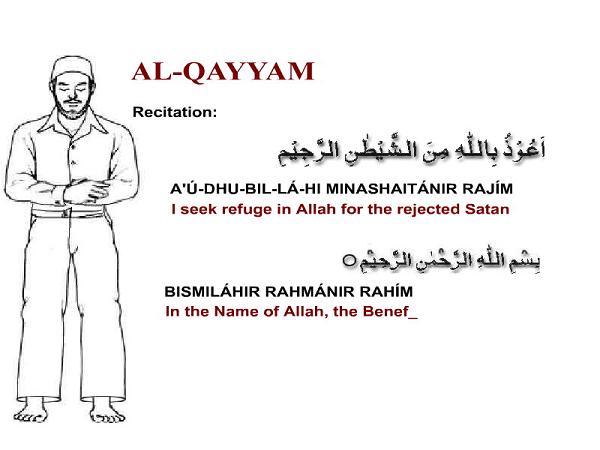 AL-QAYYAM
Recitation:
اَعُوْذُ بِاللّٰهِ مِنَ الشَّيْطٰنِ الرَّجِيْمِ
A'Ú-DHU-BIL-LÁ-HI MINASHAITÁNIR RAJÍM
I seek refuge in Allah for the rejected Satan
بِسْمِ اللّٰهِ الرَّحْمٰنِ الرَّحِيْمِ○
BISMILÁHIR RAHMÁNIR RAHÍM
In the Name of Allah, the Benef_